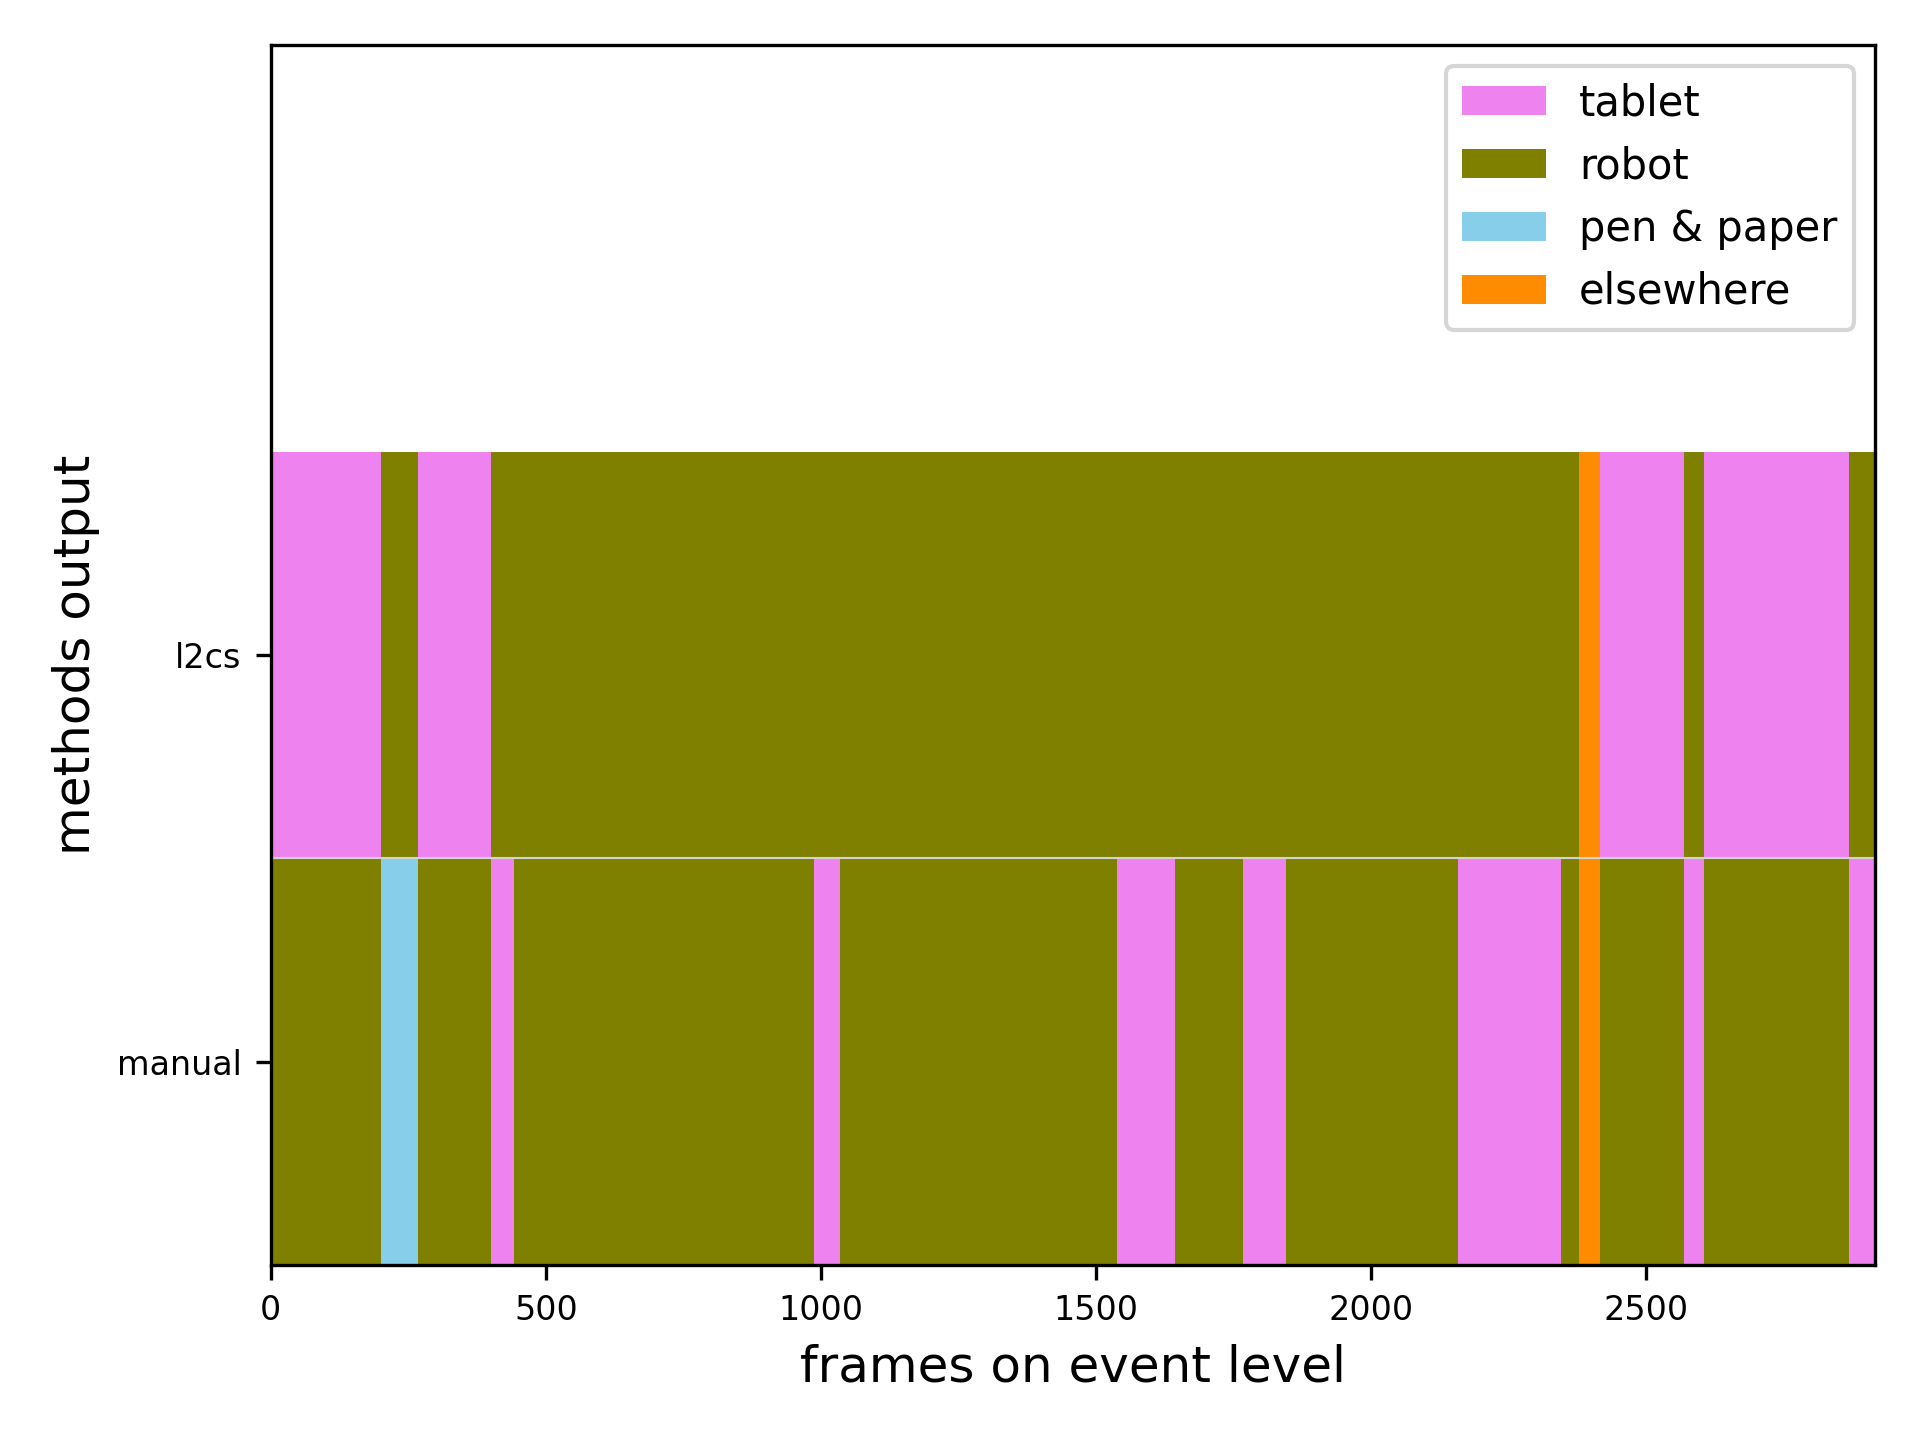 tablet
robot
pen & paper
elsewhere
methods output
l2cs
manual
0 500 1000 1500 2000 2500
frames on event level